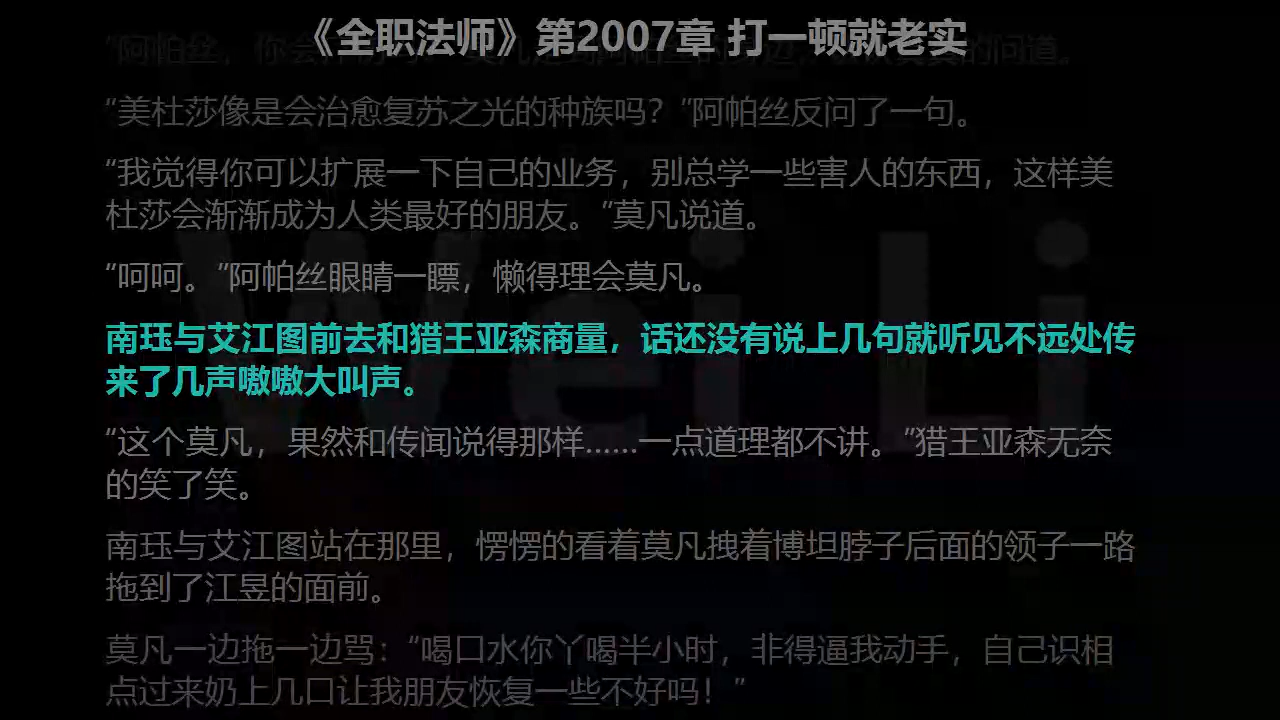 《全职法师》第2007章 打一顿就老实
“美杜莎像是会治愈复苏之光的种族吗？”阿帕丝反问了一句。
“我觉得你可以扩展一下自己的业务，别总学一些害人的东西，这样美
杜莎会渐渐成为人类最好的朋友。”莫凡说道。
“呵呵。”阿帕丝眼睛一瞟，懒得理会莫凡。
南珏与艾江图前去和猎王亚森商量，话还没有说上几句就听见不远处传
来了几声嗷嗷大叫声。
“这个莫凡，果然和传闻说得那样……一点道理都不讲。”猎王亚森无奈
的笑了笑。
南珏与艾江图站在那里，愣愣的看着莫凡拽着博坦脖子后面的领子一路
拖到了江昱的面前。
莫凡一边拖一边骂：“喝口水你丫喝半小时，非得逼我动手，自己识相
点过来奶上几口让我朋友恢复一些不好吗！”
Wei Li